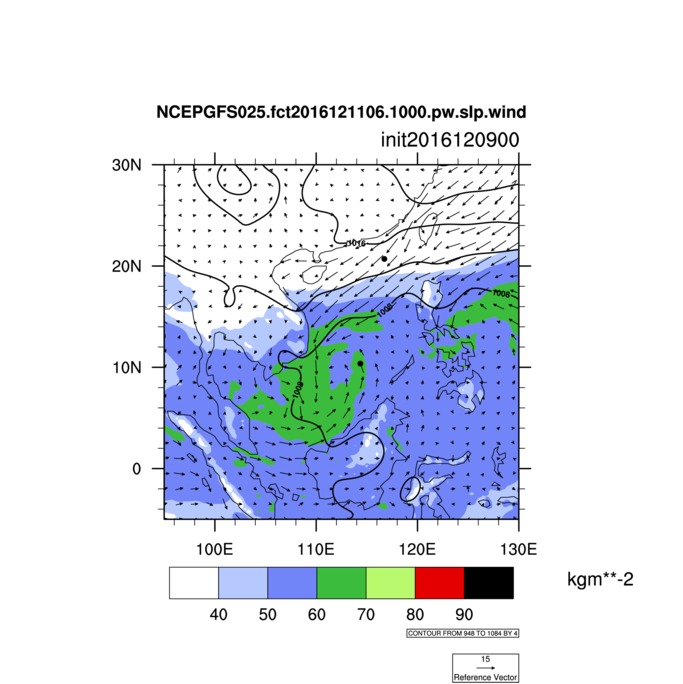 NCEPGFS025.fct2016121106.1000.pw.slp.wind
init2016120900
30N
1016
20N
1008
1008
10N
1008
0
100E 110E 120E 130E
kgm**-2
40 50 60 70 80 90
CONTOUR FROM 948 TO 1084 BY 4
15
Reference Vector